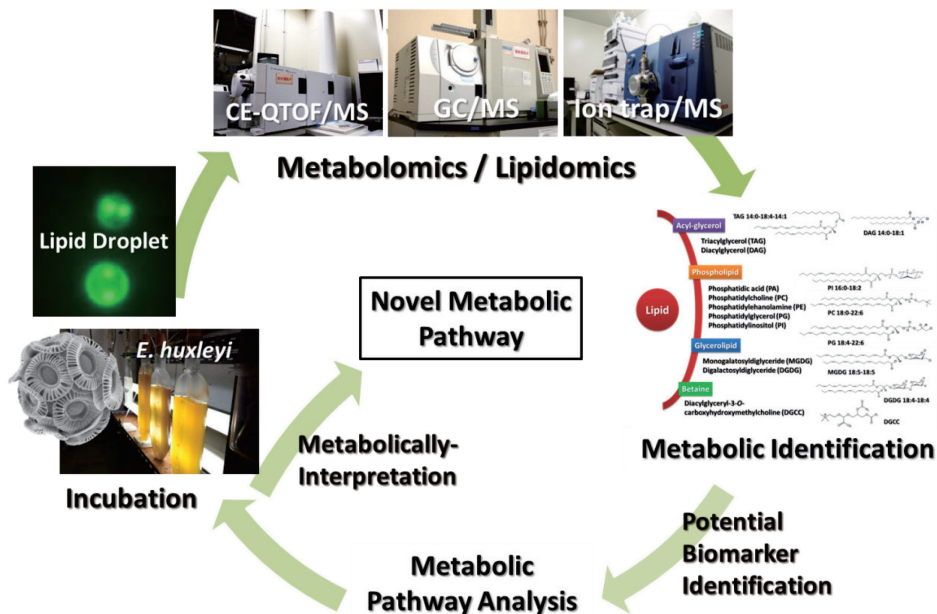 CE-QTOF/MS
GC/MS
Ion trap/MS
Metabolomics / Lipidomics
Lipid Droplet
Novel Metabolic
Pathway
E. huxleyi
Incubation
Metabolically-
Interpretation
Metabolic
Pathway Analysis
Lipid
Acyl-glycerol
Triacylglycerol (TAG)
Diacylglycerol (DAG)
Phospholipid
Phosphatidic acid (PA)
Phosphatidylcholine (PC)
Phosphatidylehanolamine (PE)
Phosphatidylglycerol (PG)
Phosphatidylinositol (PI)
Glycerolipid
Monogalatosyldiglyceride (MGDG)
Digalactosyldiglyceride (DGDG)
Betaine
Diacylglyceryl-3-O-
carboxyhydroxymethylcholine (DGCC)
TAG 14:0-18:4-14:1
DAG 14:0-18:1
PI 16:0-18:2
PC 18:0-22:6
PG 18:4-22:6
MGDG 18:5-18:5
DGDG 18:4-18:4
DGCC
Metabolic Identification
Potential
Biomarker
Identification